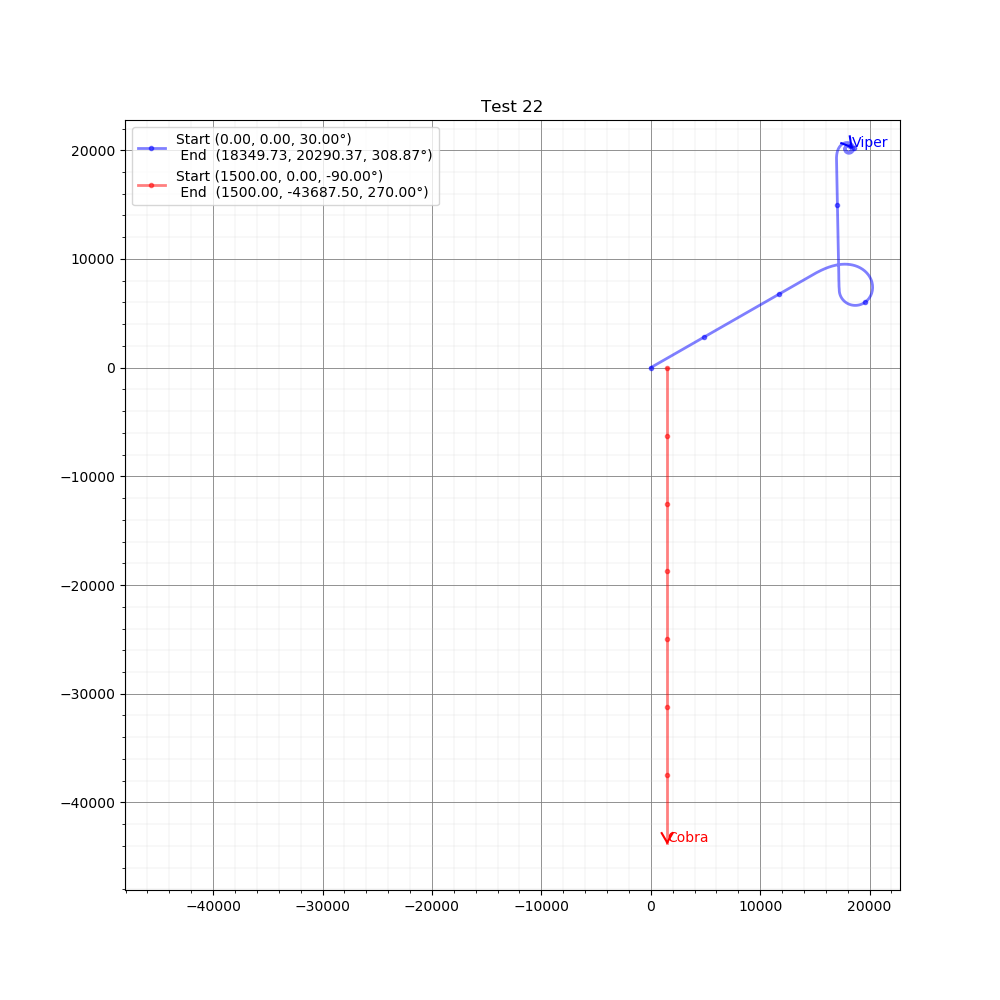 Test 22
Start (0.00, 0.00, 30.00°)
End  (18349.73, 20290.37, 308.87°)
Start (1500.00, 0.00, -90.00°)
End  (1500.00, -43687.50, 270.00°)
Viper
Cobra
20000
10000
0
−10000
−20000
−30000
−40000
−40000 −30000 −20000 −10000 0 10000 20000